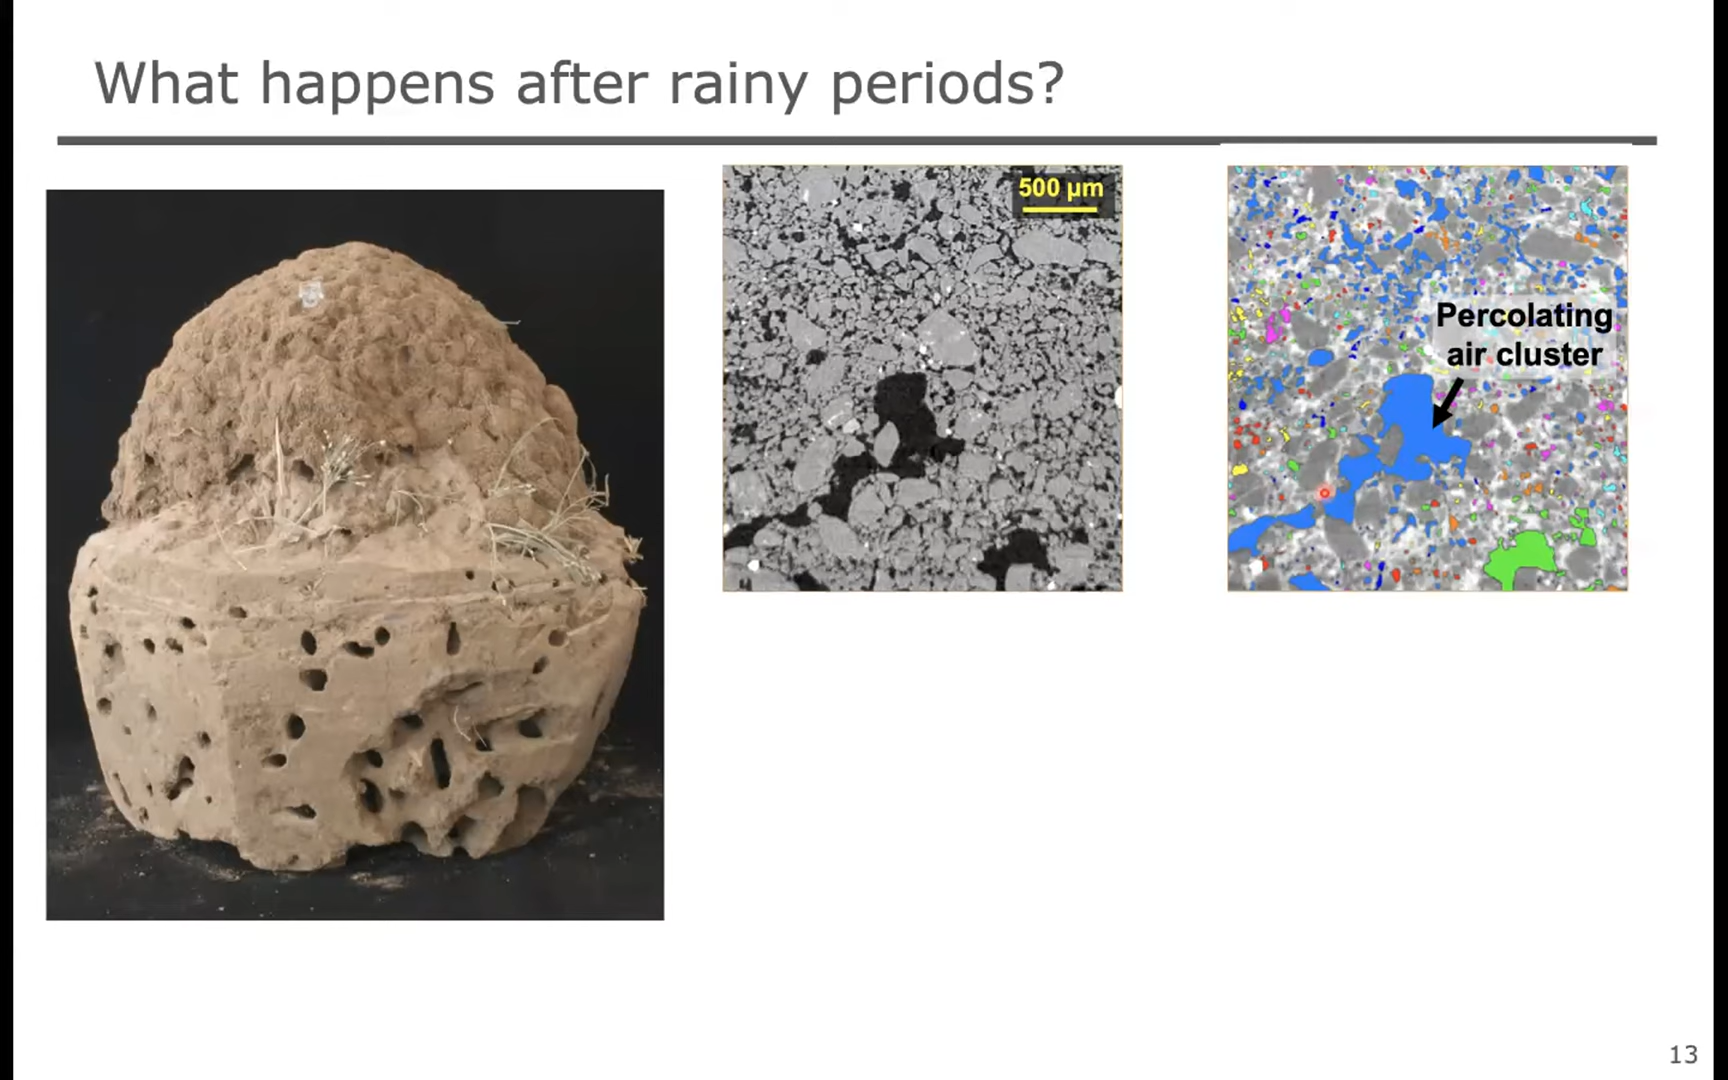 What happens after rainy periods?
500 µm
Percolating
air cluster
13